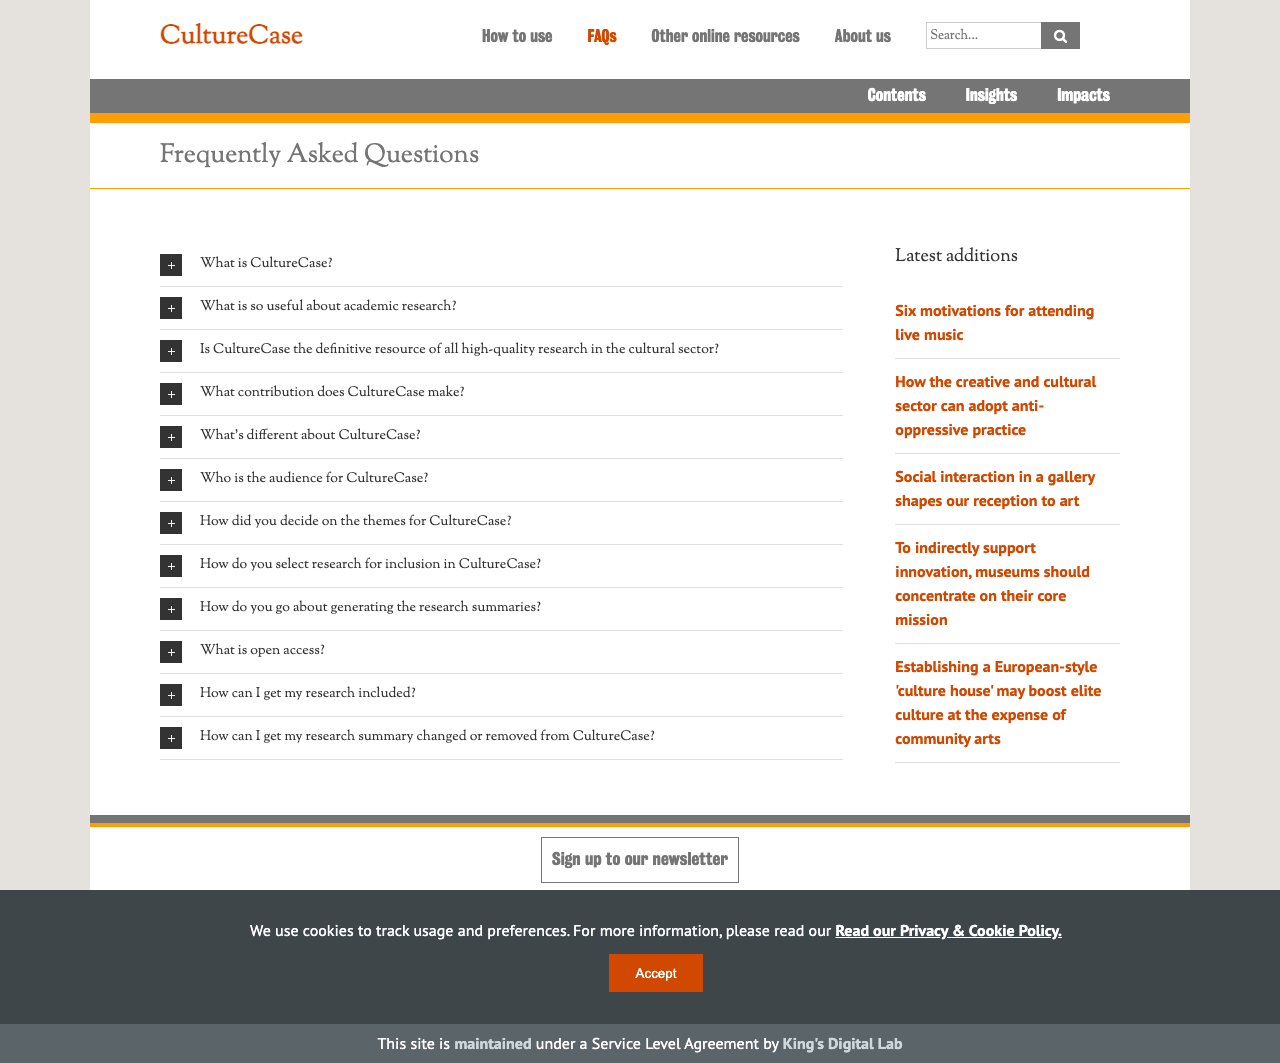 CultureCase
How to use
FAQs
Other online resources
About us
Search...
Contents
Insights
Impacts
Frequently Asked Questions
What is CultureCase?
What is so useful about academic research?
Is CultureCase the definitive resource of all high-quality research in the cultural sector?
What contribution does CultureCase make?
What's different about CultureCase?
Who is the audience for CultureCase?
How did you decide on the themes for CultureCase?
How do you select research for inclusion in CultureCase?
How do you go about generating the research summaries?
What is open access?
How can I get my research included?
How can I get my research summary changed or removed from CultureCase?
Latest additions
Six motivations for attending
live music
How the creative and cultural
sector can adopt anti-
oppressive practice
Social interaction in a gallery
shapes our reception to art
To indirectly support
innovation, museums should
concentrate on their core
mission
Establishing a European-style
'culture house' may boost elite
culture at the expense of
community arts
Sign up to our newsletter
We use cookies to track usage and preferences. For more information, please read our Read our Privacy & Cookie Policy.
Accept
This site is maintained under a Service Level Agreement by King's Digital Lab